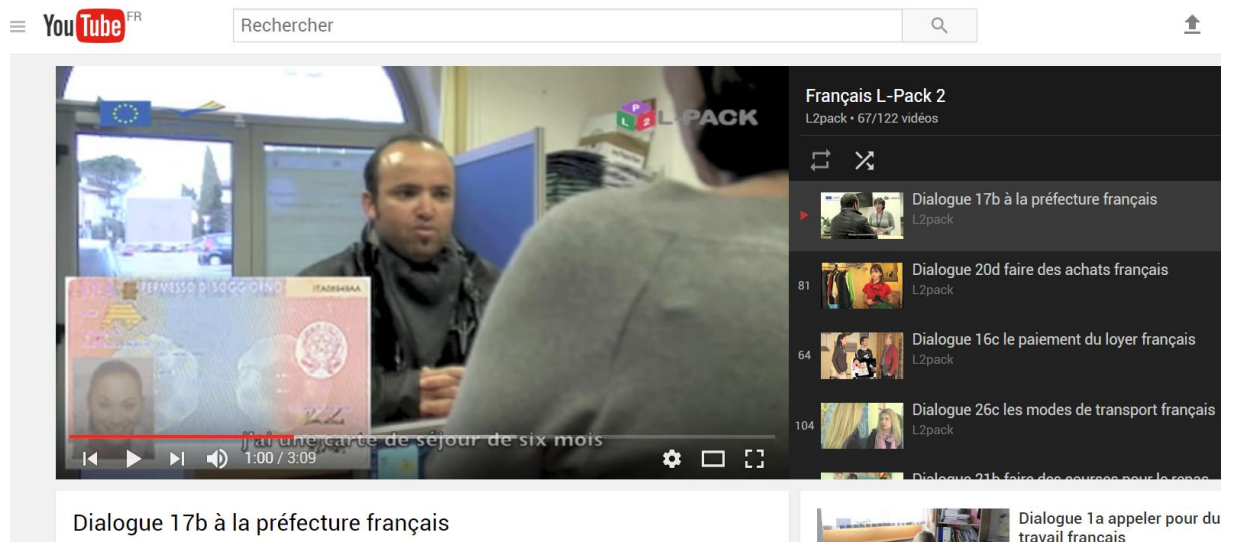 YouTube FR
Rechercher
L-PACK
P
L 2
PERMESSO DI SOGGIORNO
j'ai une carte de séjour de six mois
1:00 / 3:09
Français L-Pack 2
L2pack • 67/122 vidéos
Dialogue 17b à la préfecture français
L2pack
81
Dialogue 20d faire des achats français
L2pack
64
Dialogue 16c le paiement du loyer français
L2pack
104
Dialogue 26c les modes de transport français
L2pack
Dialogue 21b faire des courses pour le repas
Dialogue 17b à la préfecture français
Dialogue 1a appeler pour du
travail français